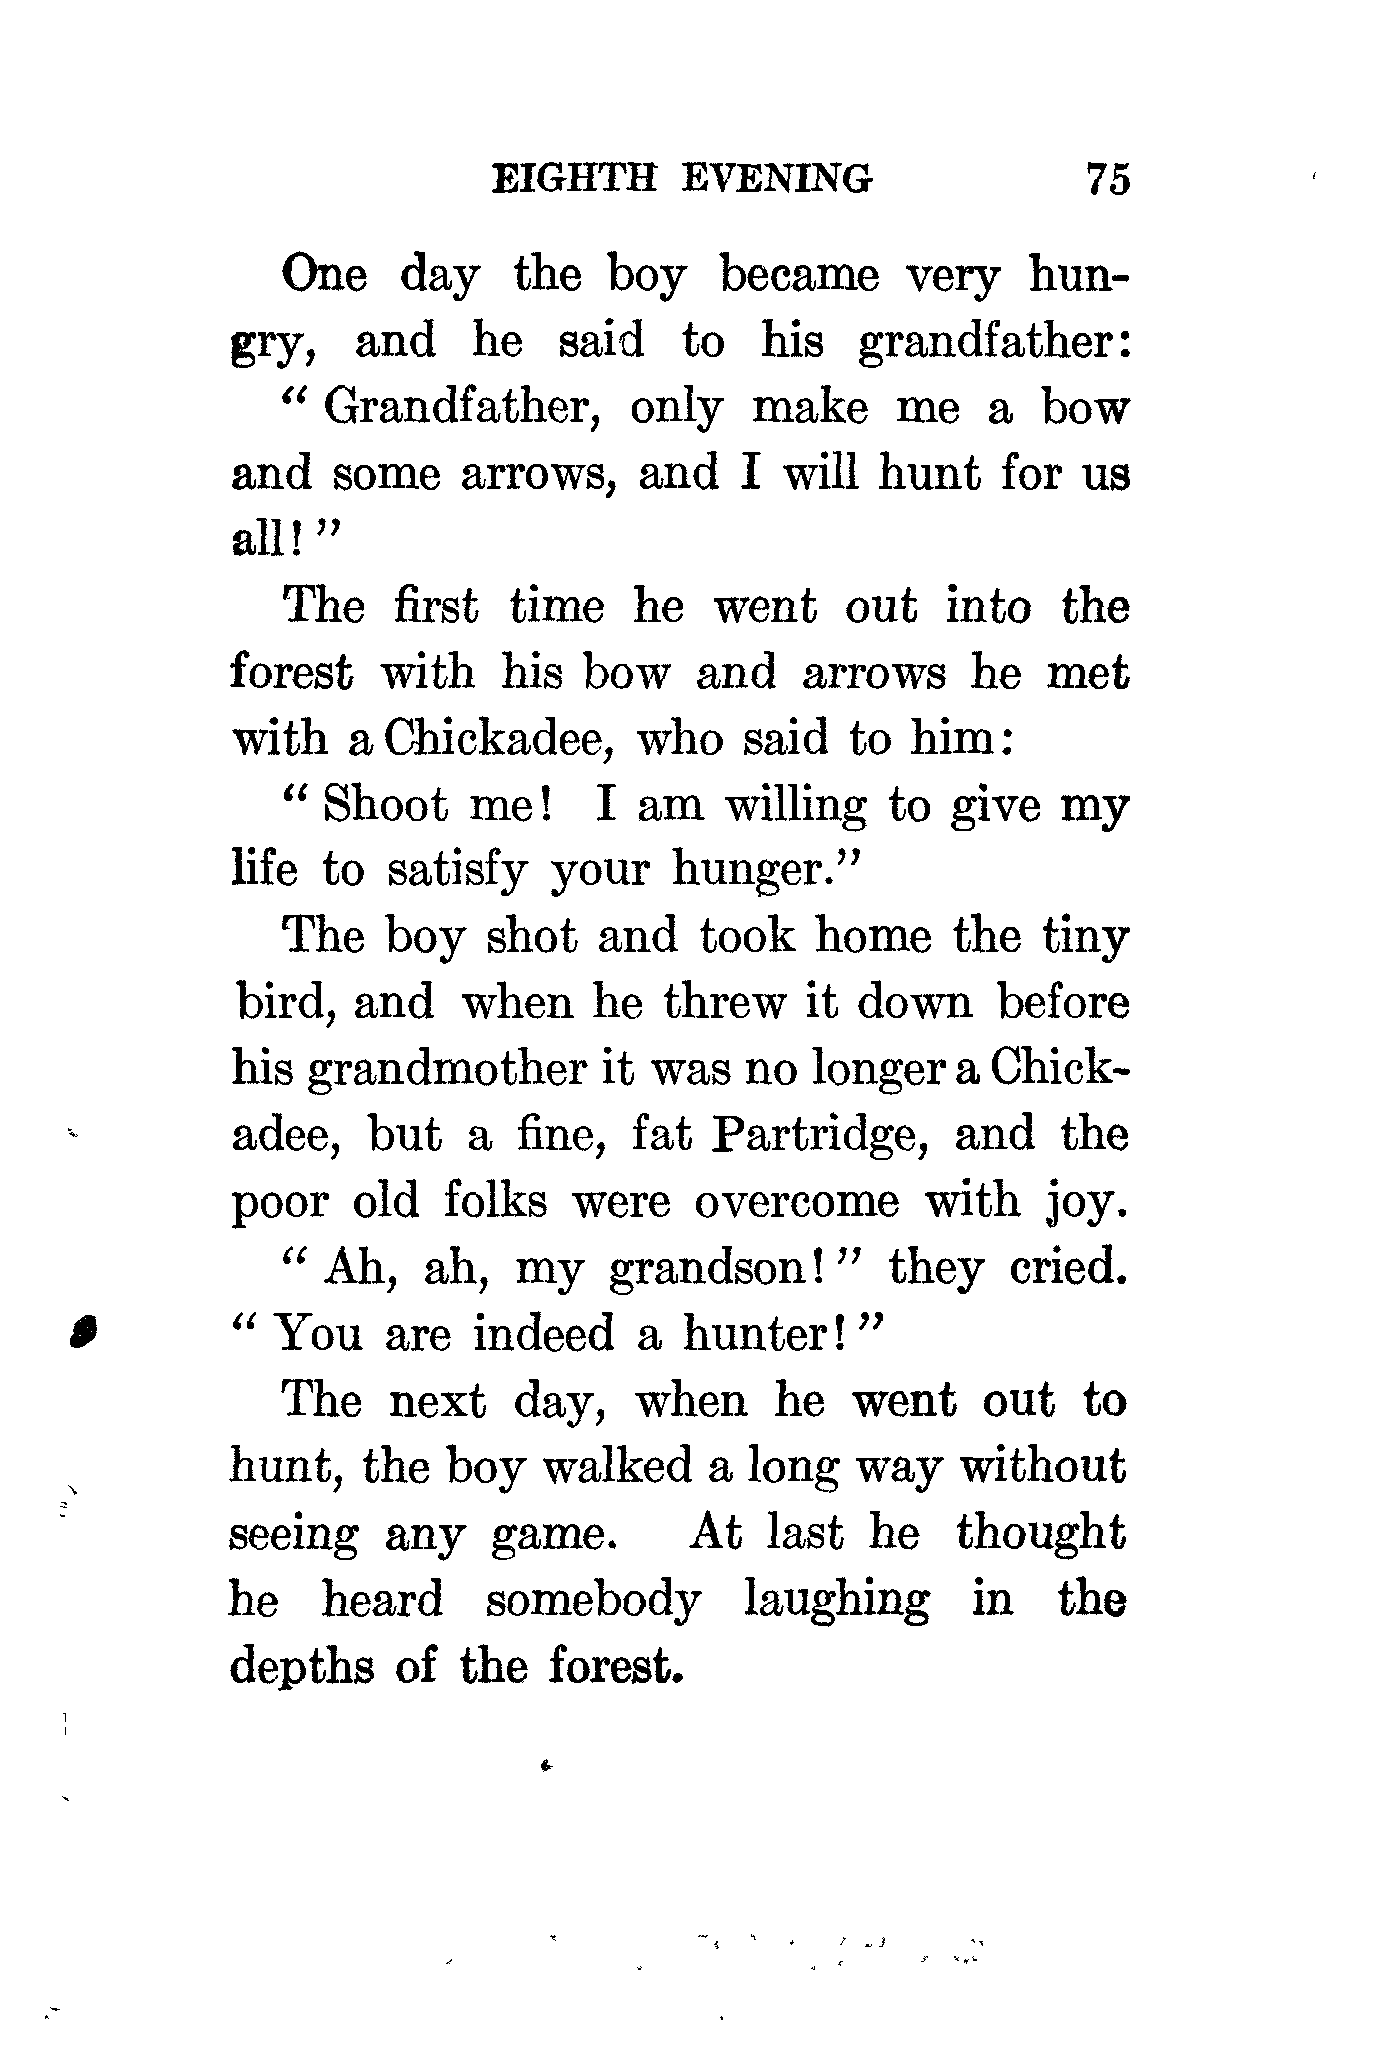 EIGHTH EVENING 75
One day the boy became very hun-
gry, and he said to his grandfather:
“ Grandfather, only make me a bow
and some arrows, and I will hunt for us
all! ”
The first time he went out into the
forest with his bow and arrows he met
with a Chickadee, who said to him:
“ Shoot me! I am willing to give my
life to satisfy your hunger.”
The boy shot and took home the tiny
bird, and when he threw it down before
his grandmother it was no longer a Chick-
adee, but a fine, fat Partridge, and the
poor old folks were overcome with joy.
“ Ah, ah, my grandson! ” they cried.
“ You are indeed a hunter! ”
The next day, when he went out to
hunt, the boy walked a long way without
seeing any game. At last he thought
he heard somebody laughing in the
depths of the forest.